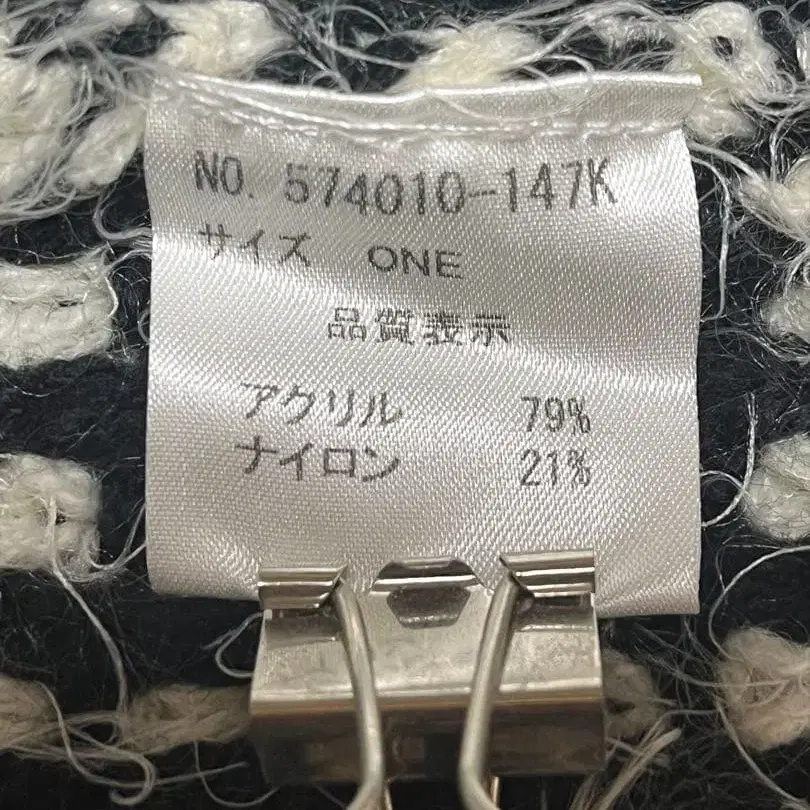 NO. 574010-147K
サイズ ONE
品質表示
アクリル 79%
ナイロン 21%